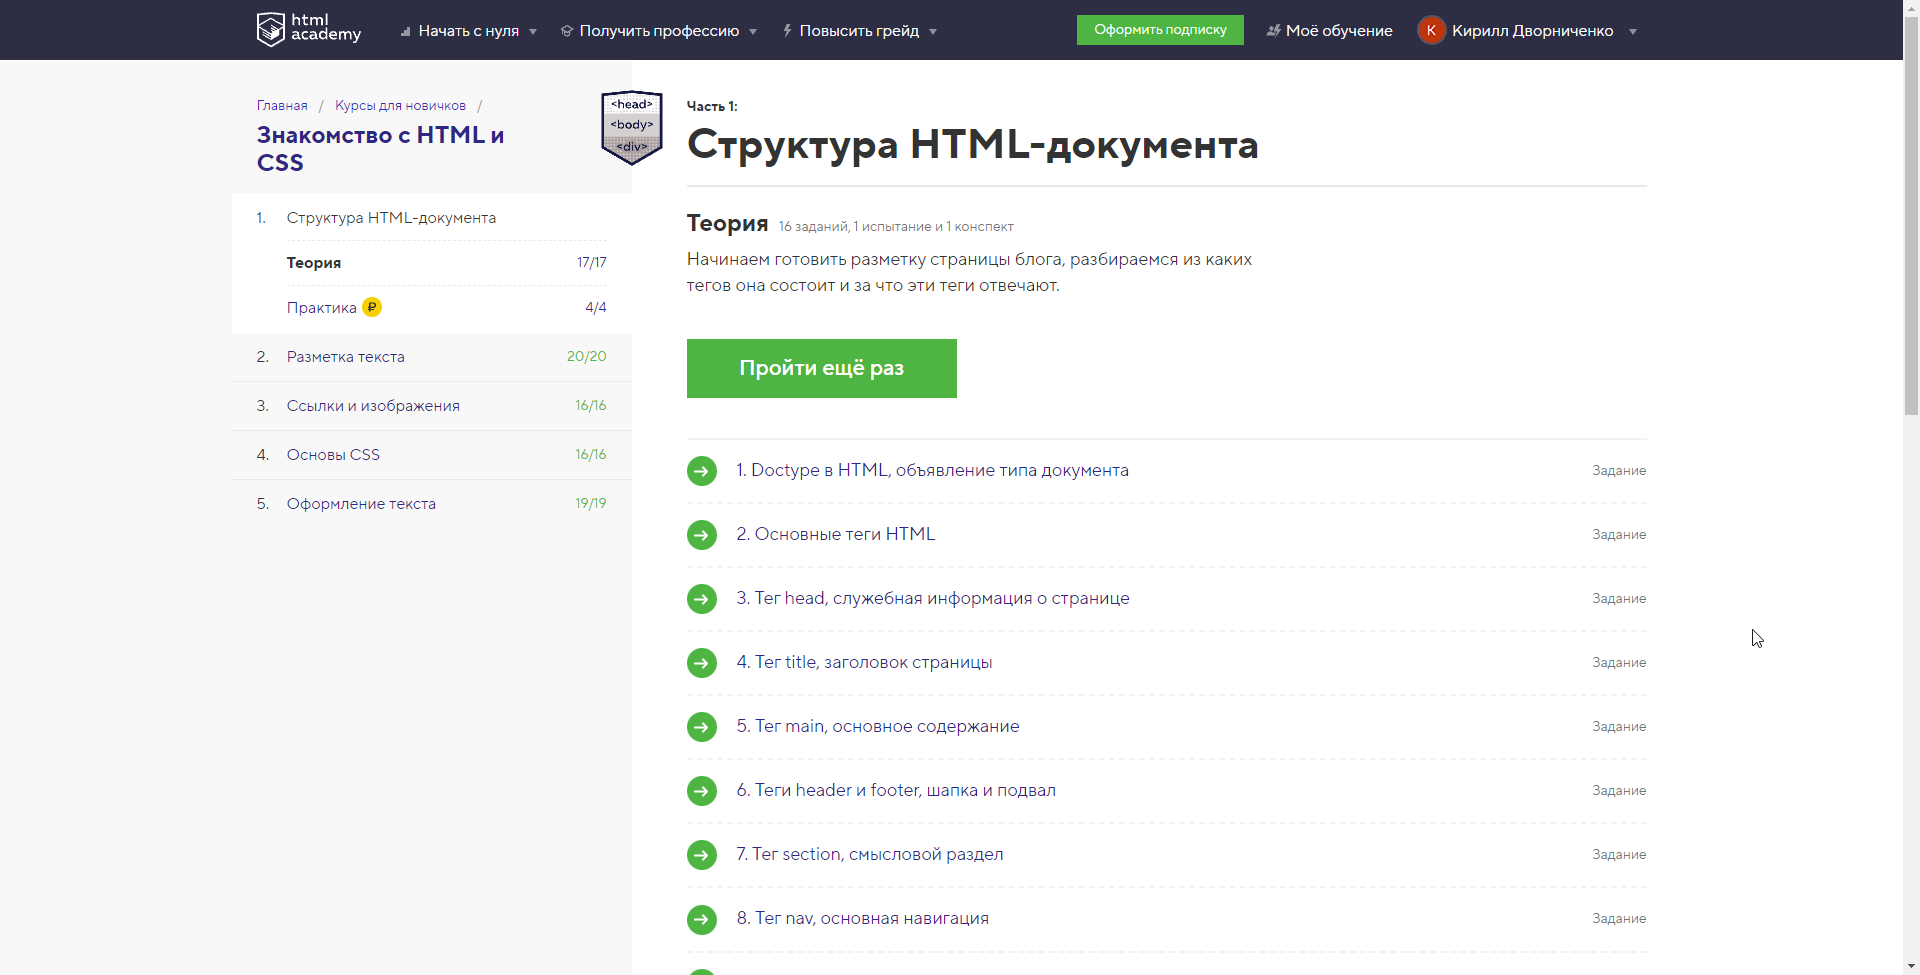 html
academy
Начать с нуля
Получить профессию
Повысить грейд
Оформить подписку
Моё обучение
К
Кирилл Дворниченко
Главная / Курсы для новичков /
Знакомство с HTML и
CSS
<head>
<body>
<div>
1. Структура HTML-документа
Теория 17/17
Практика ₽ 4/4
2. Разметка текста 20/20
3. Ссылки и изображения 16/16
4. Основы CSS 16/16
5. Оформление текста 19/19
Часть 1:
Структура HTML-документа
Теория 16 заданий, 1 испытание и 1 конспект
Начинаем готовить разметку страницы блога, разбираемся из каких
тегов она состоит и за что эти теги отвечают.
Пройти ещё раз
1. Doctype в HTML, объявление типа документа Задание
2. Основные теги HTML Задание
3. Тег head, служебная информация о странице Задание
4. Тег title, заголовок страницы Задание
5. Тег main, основное содержание Задание
6. Теги header и footer, шапка и подвал Задание
7. Тег section, смысловой раздел Задание
8. Тег nav, основная навигация Задание